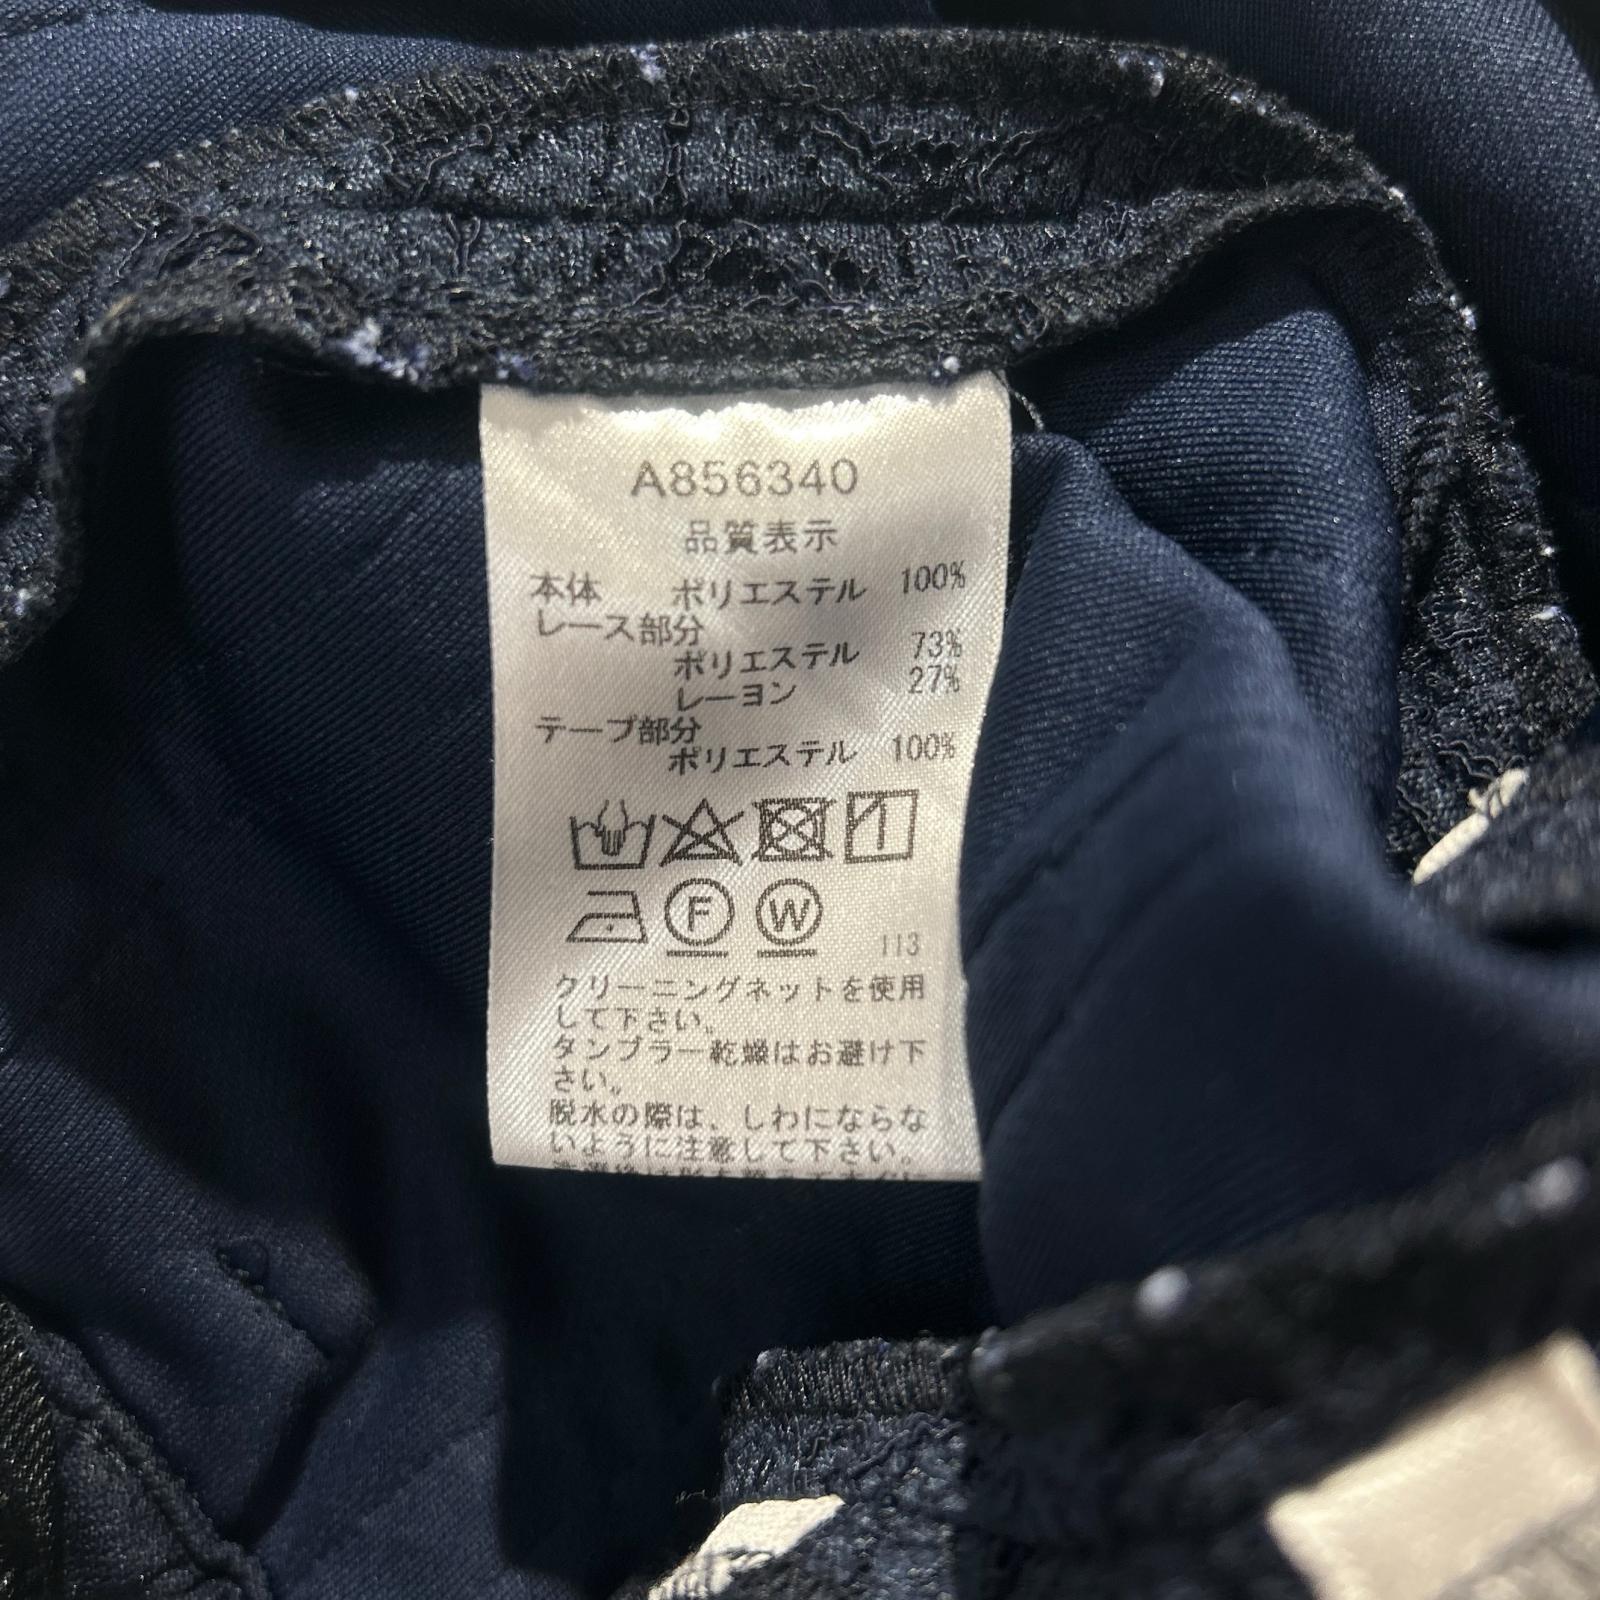 A856340
品質表示
本体 ポリエステル 100%
レース部分
ポリエステル 73%
レーヨン 27%
テープ部分
ポリエステル 100%
F W 113
クリーニングネットを使用
して下さい。
タンブラー乾燥はお避け下
さい。
脱水の際は、しわにならな
いように注意して下さい。